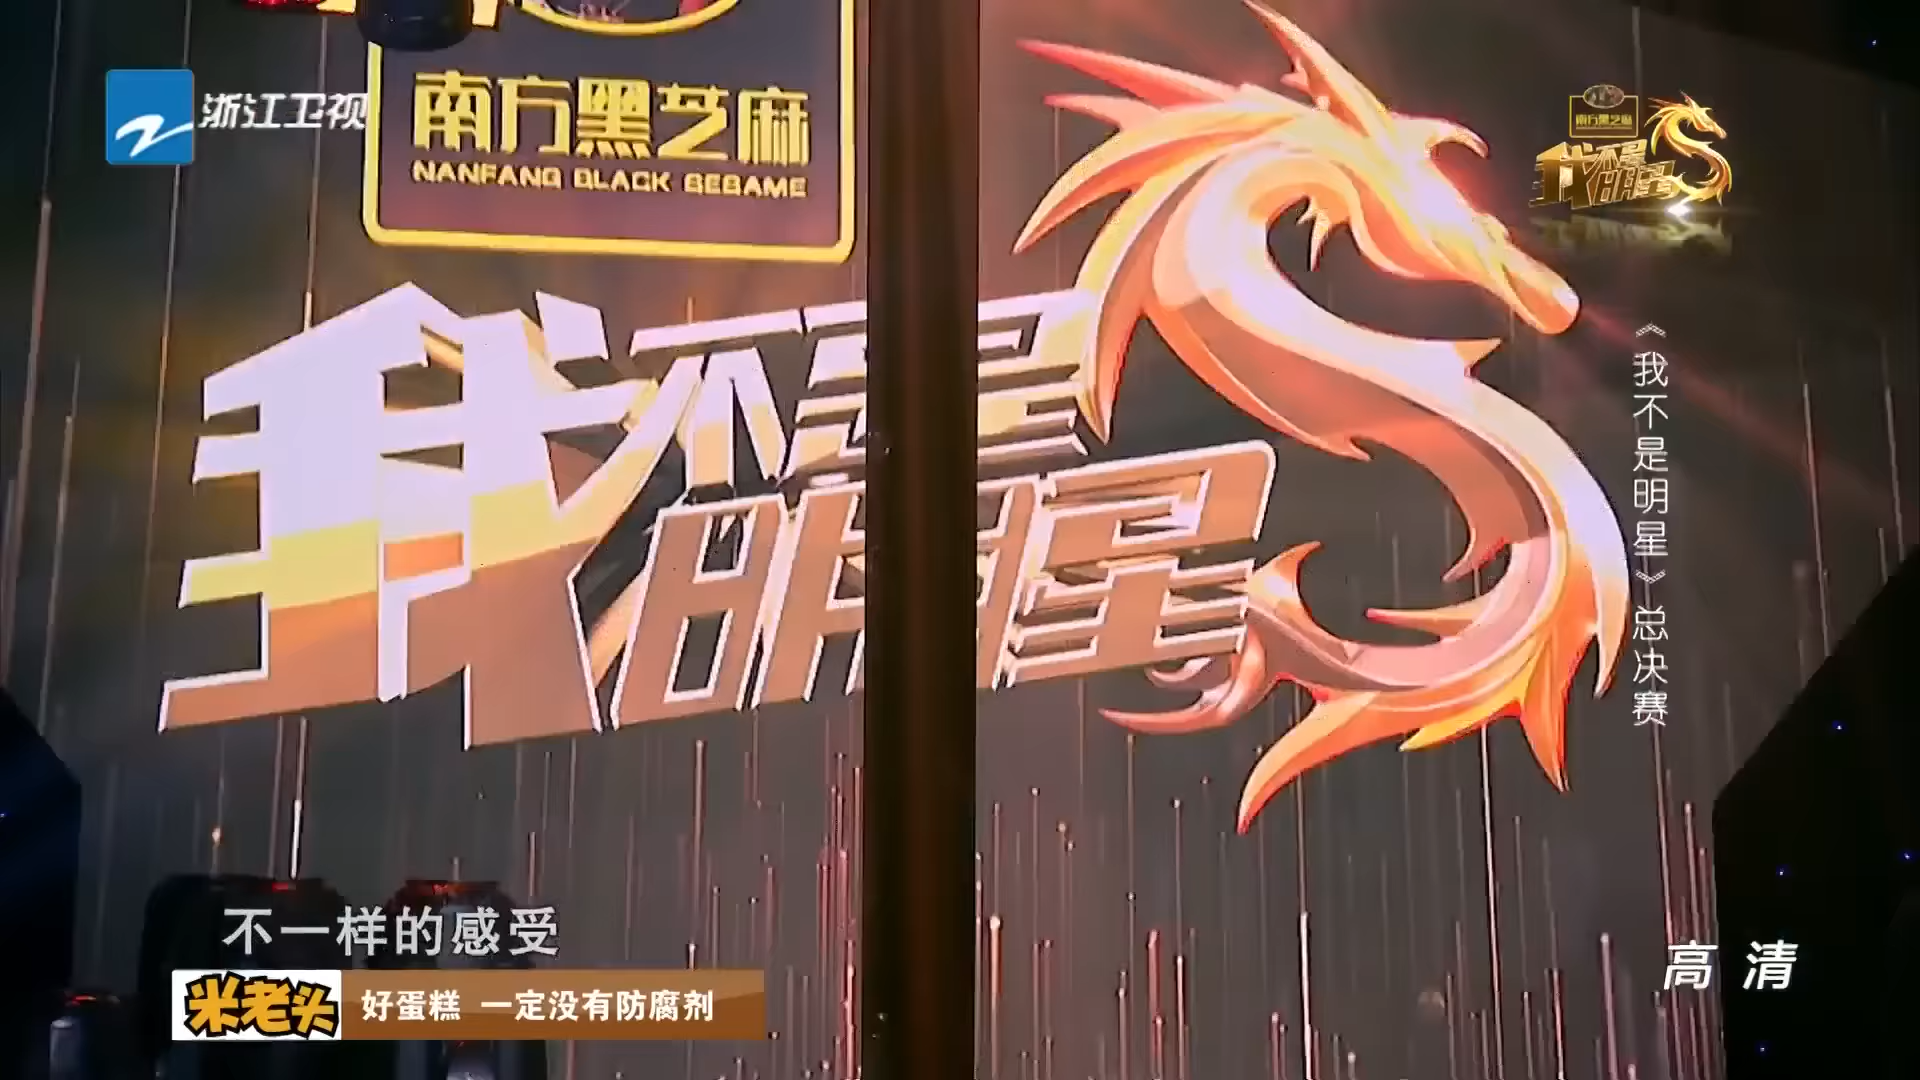 浙江卫视
南方黑芝麻
NANFANG BLACK SESAME
我不是
明星
南方黑芝麻
我不是
明星
《我不是明星》总决赛
不一样的感受
米老头
好蛋糕 一定没有防腐剂
高清